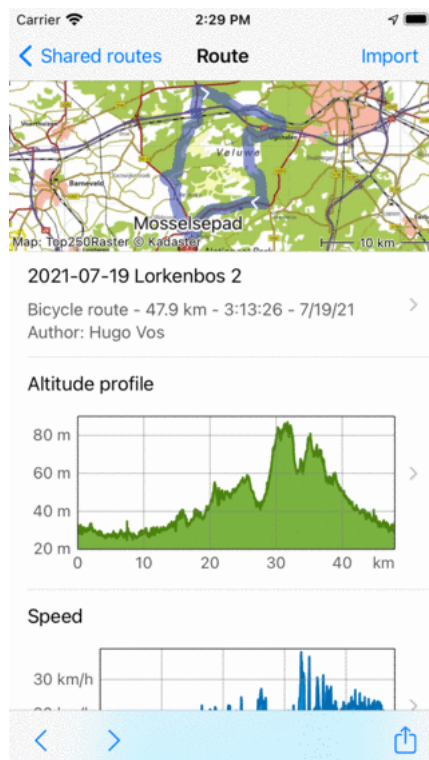 Carrier 2:29 PM
Shared routes Route Import
Veluwe
Barneveld
Mosselsepad
Map: Top250Raster © Kadaster 10 km
2021-07-19 Lorkenbos 2
Bicycle route - 47.9 km - 3:13:26 - 7/19/21
Author: Hugo Vos
Altitude profile
80 m
60 m
40 m
20 m
0 10 20 30 40 km
Speed
30 km/h